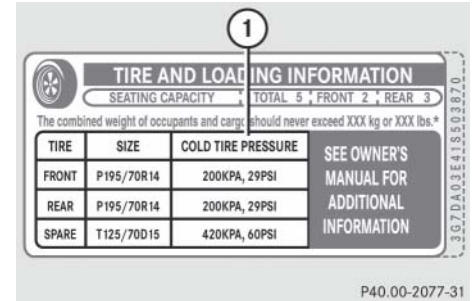 1
TIRE AND LOADING INFORMATION
SEATING CAPACITY TOTAL 5 FRONT 2 REAR 3
The combined weight of occupants and cargo should never exceed XXX kg or XXX lbs.*
TIRE SIZE COLD TIRE PRESSURE
FRONT P195/70R14 200KPA, 29PSI
REAR P195/70R14 200KPA, 29PSI
SPARE T125/70D15 420KPA, 60PSI
SEE OWNER'S
MANUAL FOR
ADDITIONAL
INFORMATION
3G7DA03E41S503870
P40.00-2077-31